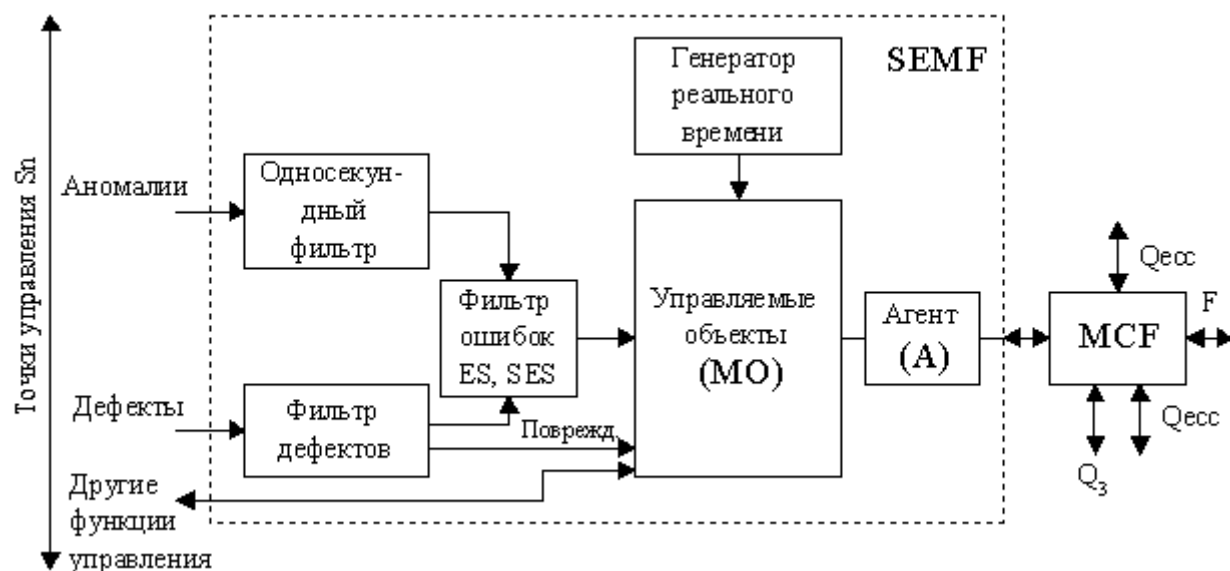 Точки управления Sn
SEMF
Генератор
реального
времени
Аномалии
Односекун-
дный
фильтр
Фильтр
ошибок
ES, SES
Управляемые
объекты
(МО)
Агент
(А)
Qecc
F
MCF
Дефекты
Фильтр
дефектов
Поврежд.
Qecc
Q3
Другие
функции
управления